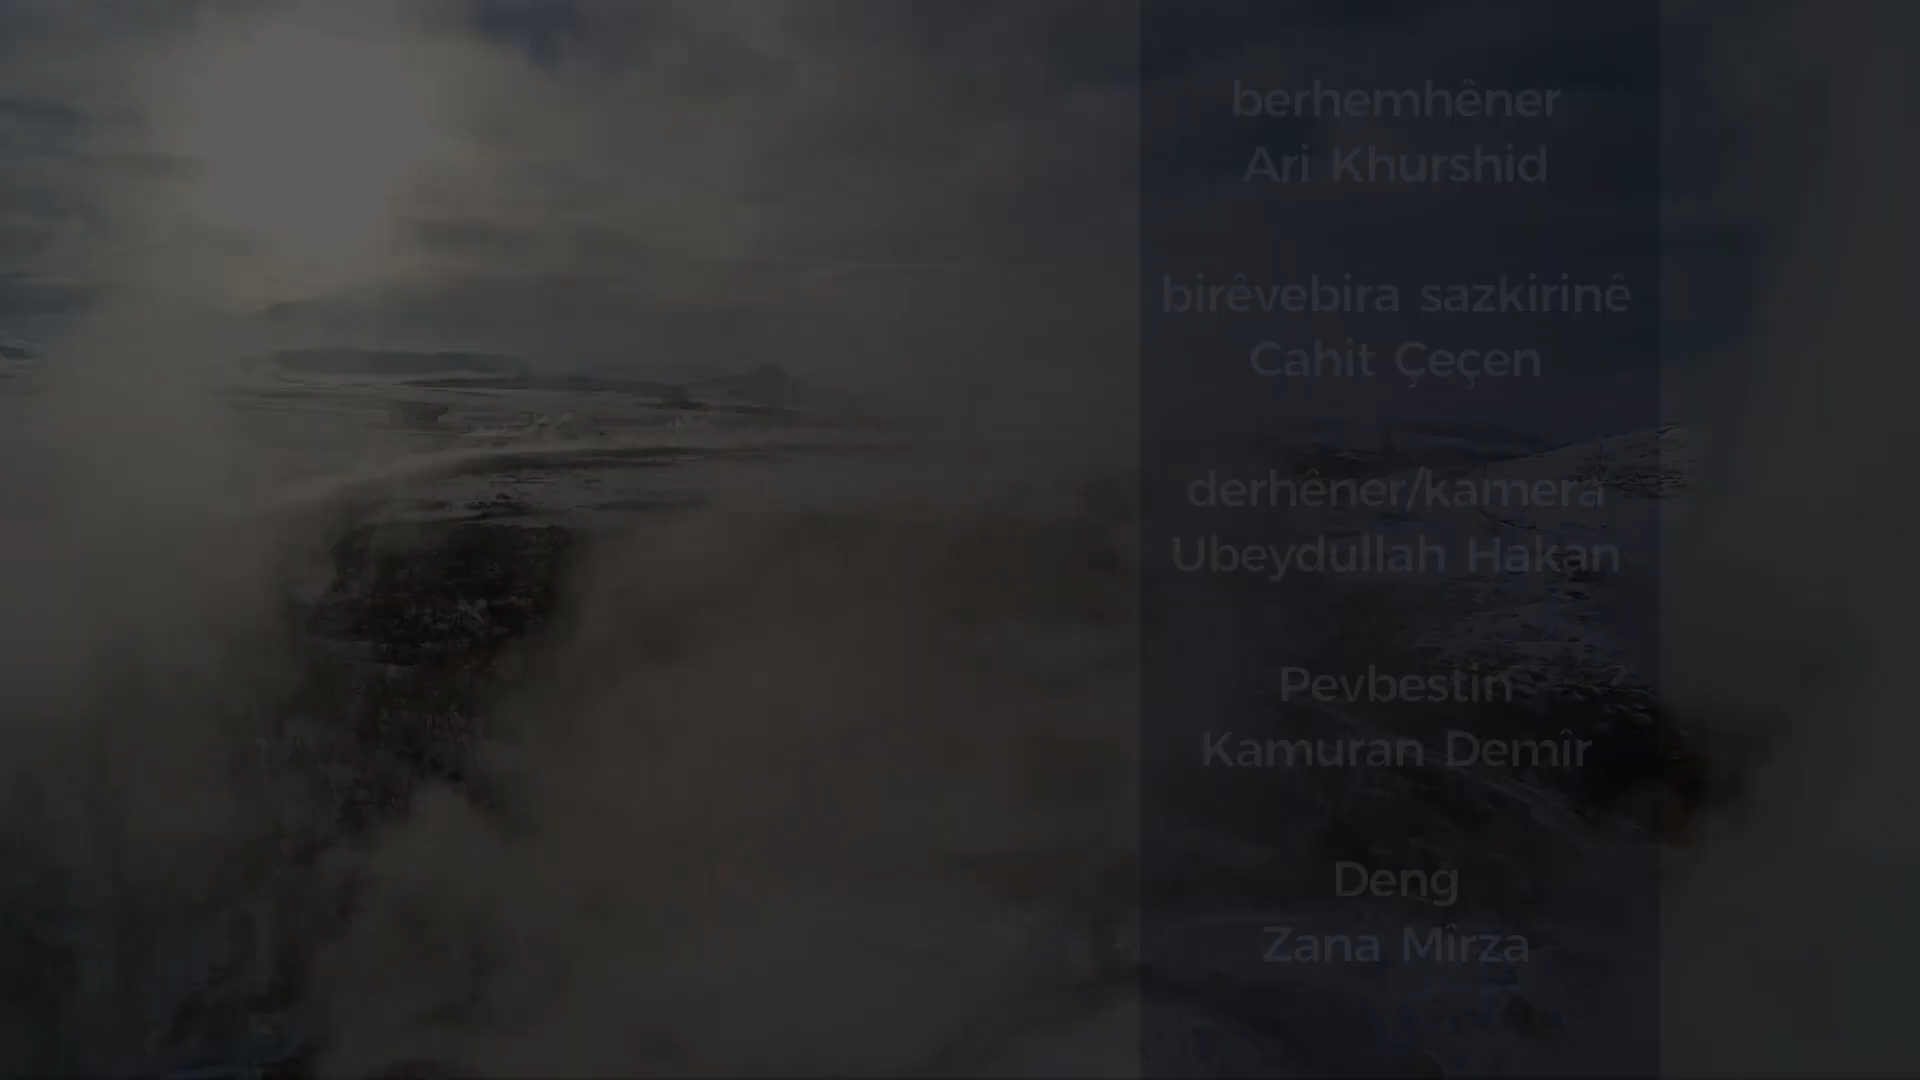 berhemhêner
Ari Khurshid
birêvebira sazkirinê
Cahit Çeçen
derhêner/kamera
Ubeydullah Hakan
Pevbestin
Kamuran Demîr
Deng
Zana Mîrza